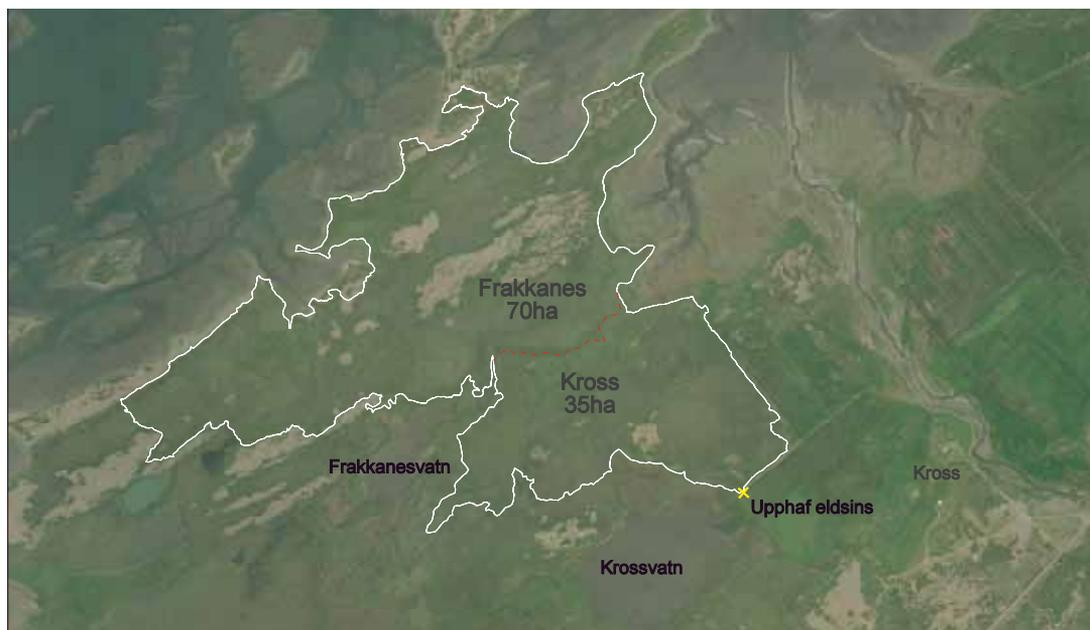 Frakkanes
70ha
Kross
35ha
Frakkanesvatn
Kross
Upphaf eldsins
Krossvatn